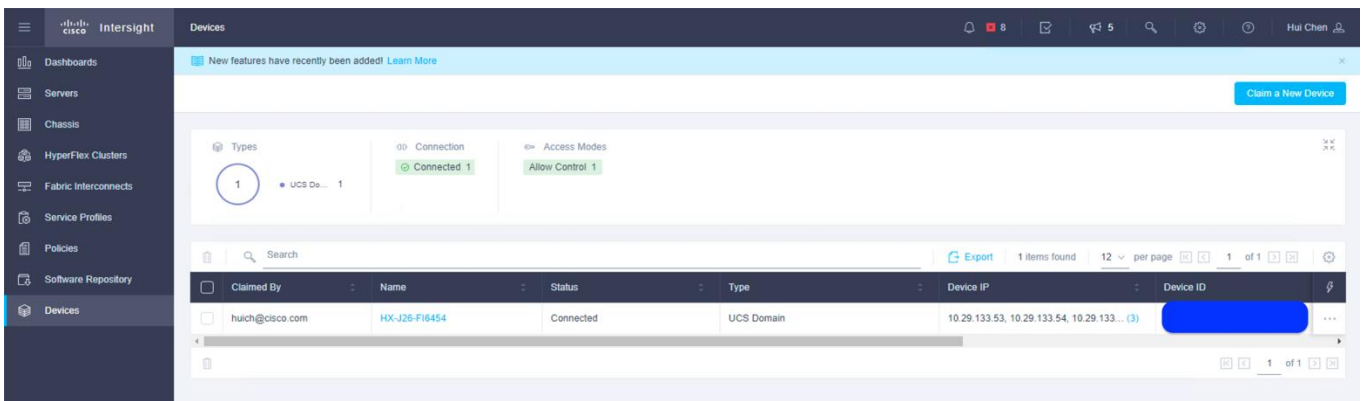 cisco Intersight
Devices
8
5
Hui Chen
Dashboards
Servers
Chassis
HyperFlex Clusters
Fabric Interconnects
Service Profiles
Policies
Software Repository
Devices
New features have recently been added! Learn More
Claim a New Device
Types
1
UCS Do... 1
Connection
Connected 1
Access Modes
Allow Control 1
Search
Export 1 items found 12 per page 1 of 1
Claimed By Name Status Type Device IP Device ID
huich@cisco.com HX-J26-FI6454 Connected UCS Domain 10.29.133.53, 10.29.133.54, 10.29.133... (3)
1 of 1